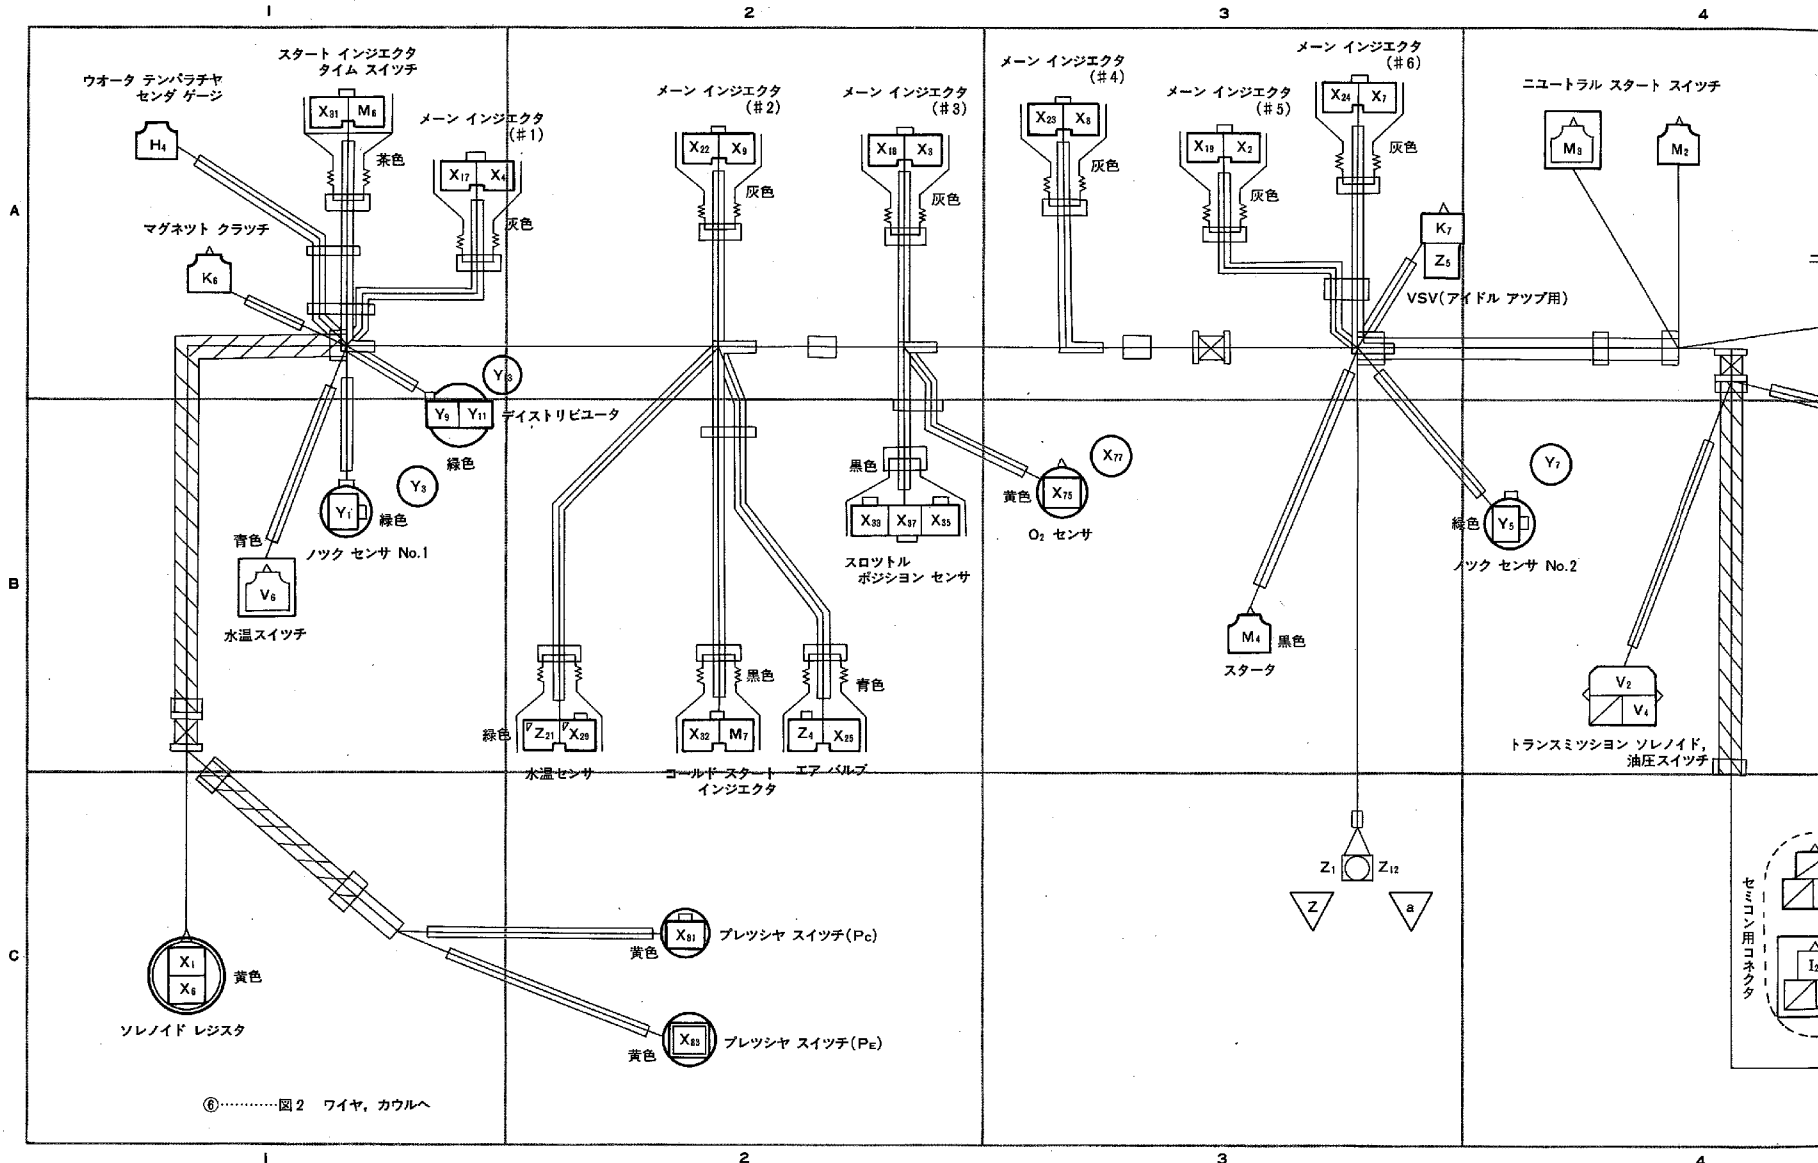 1 2 3 4
スタート インジエクタ
タイム スイツチ
ウオータ テンパラチヤ
センダ ゲージ
X31 M6
H4
茶色
メーン インジエクタ
(#1)
X17 X4
灰色
メーン インジエクタ
(#2)
X22 X9
灰色
メーン インジエクタ
(#3)
X18 X3
灰色
メーン インジエクタ
(#4)
X23 X8
灰色
メーン インジエクタ
(#5)
X19 X2
灰色
メーン インジエクタ
(#6)
X24 X7
灰色
ニユートラル スタート スイツチ
M3 M2
A
マグネツト クラツチ
K6
K7
Z5
VSV(アイドル アツプ用)
Y13
Y9 Y11
デイストリビユータ
緑色
Y3
Y1
緑色
ノツク センサ No.1
青色
V6
水温スイツチ
B
黒色
X33 X37 X35
スロツトル
ポジシヨン センサ
黄色
X75
X77
O2 センサ
Y7
緑色
Y5
ノツク センサ No.2
M4
黒色
スタータ
V2
V4
トランスミツシヨン ソレノイド,
油圧スイツチ
緑色
Z21 X29
水温センサ
黒色
X32 M7
コールド スタート
インジエクタ
青色
Z4 X25
エア バルブ
C
X1
X6
黄色
ソレノイド レジスタ
X81
黄色
プレツシヤ スイツチ(PC)
X83
黄色
プレツシヤ スイツチ(PE)
Z1 Z12
Z a
セミコン用コネクタ
⑥…………図2 ワイヤ, カウルへ
1 2 3 4